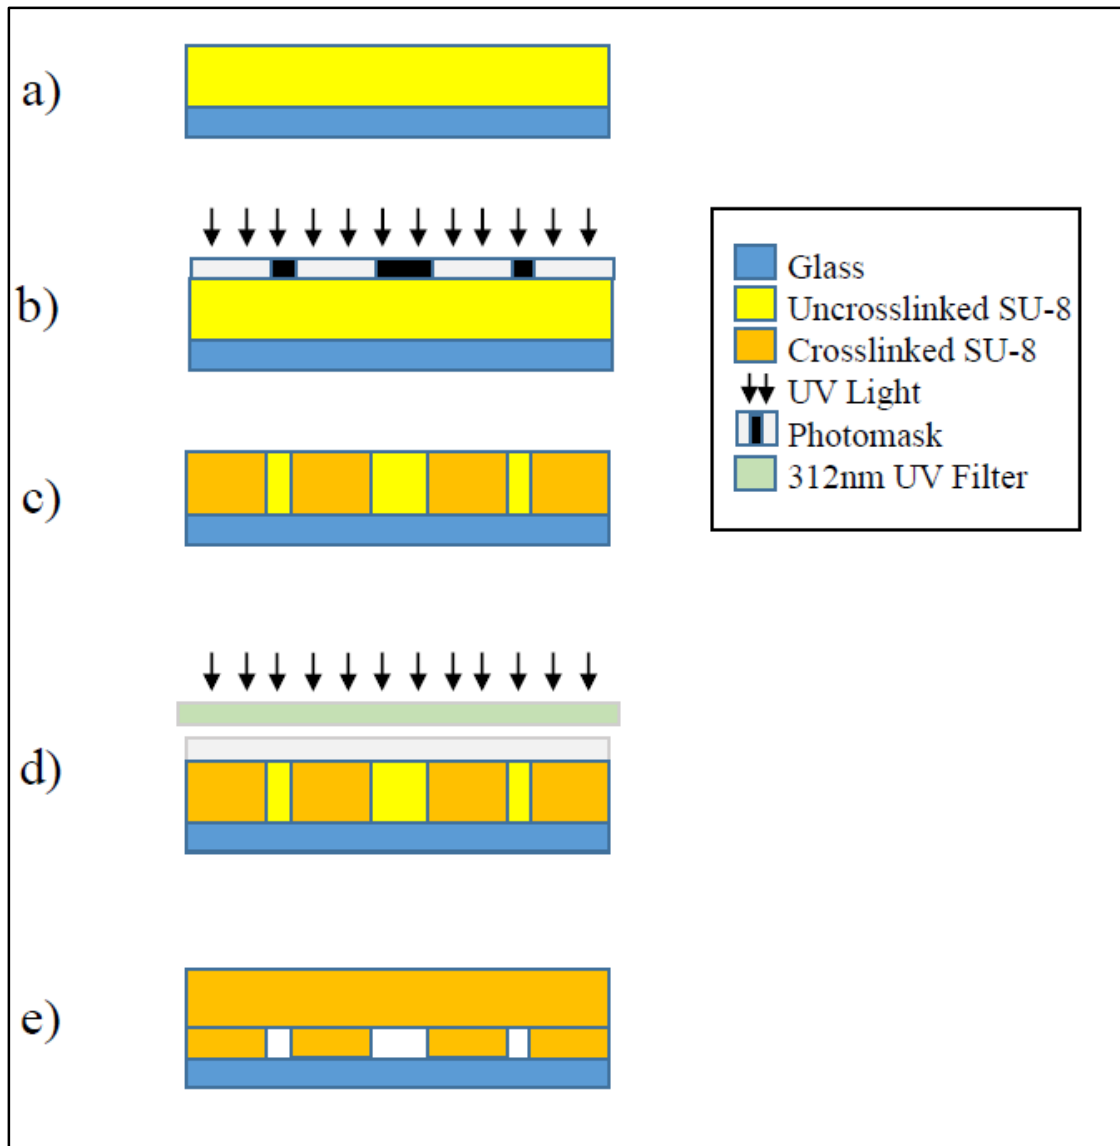 a)
b)
c)
d)
e)
Glass
Uncrosslinked SU-8
Crosslinked SU-8
UV Light
Photomask
312nm UV Filter